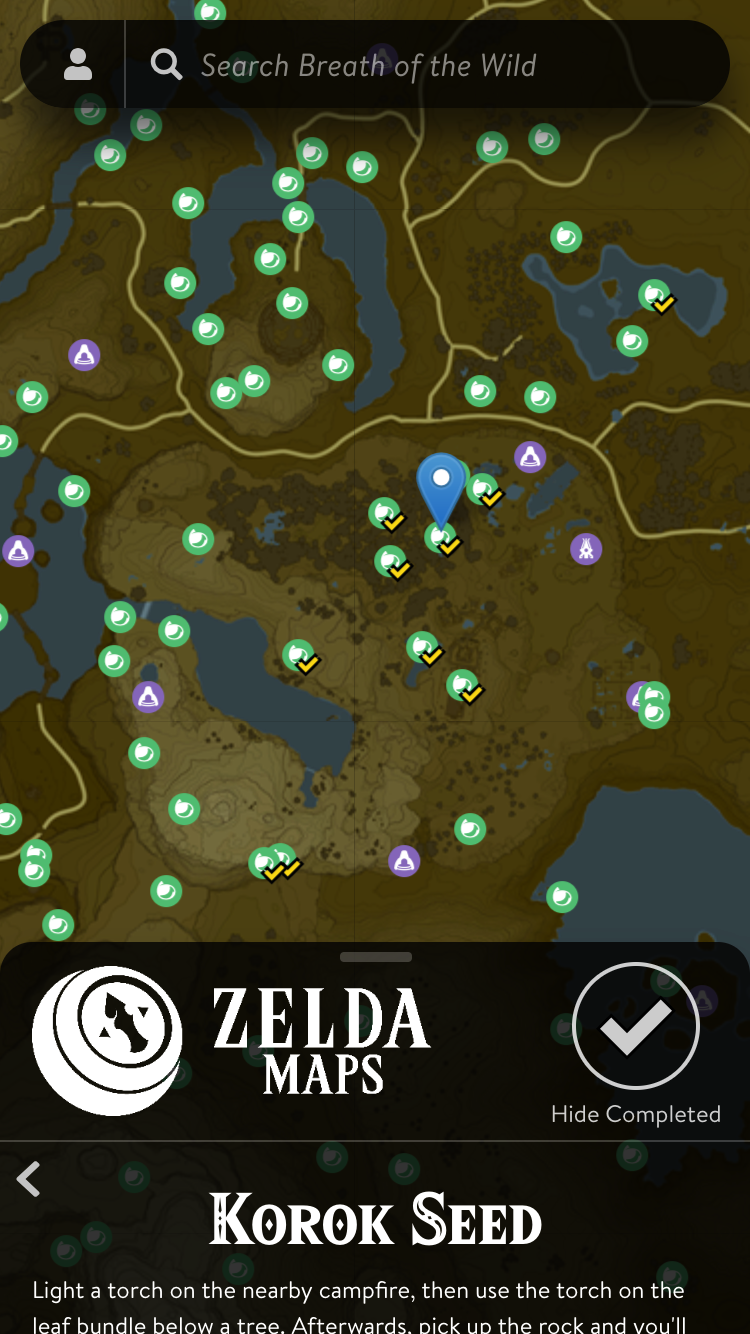 Search Breath of the Wild
ZELDA
MAPS
Hide Completed
Korok Seed
Light a torch on the nearby campfire, then use the torch on the
leaf bundle below a tree. Afterwards, pick up the rock and you'll